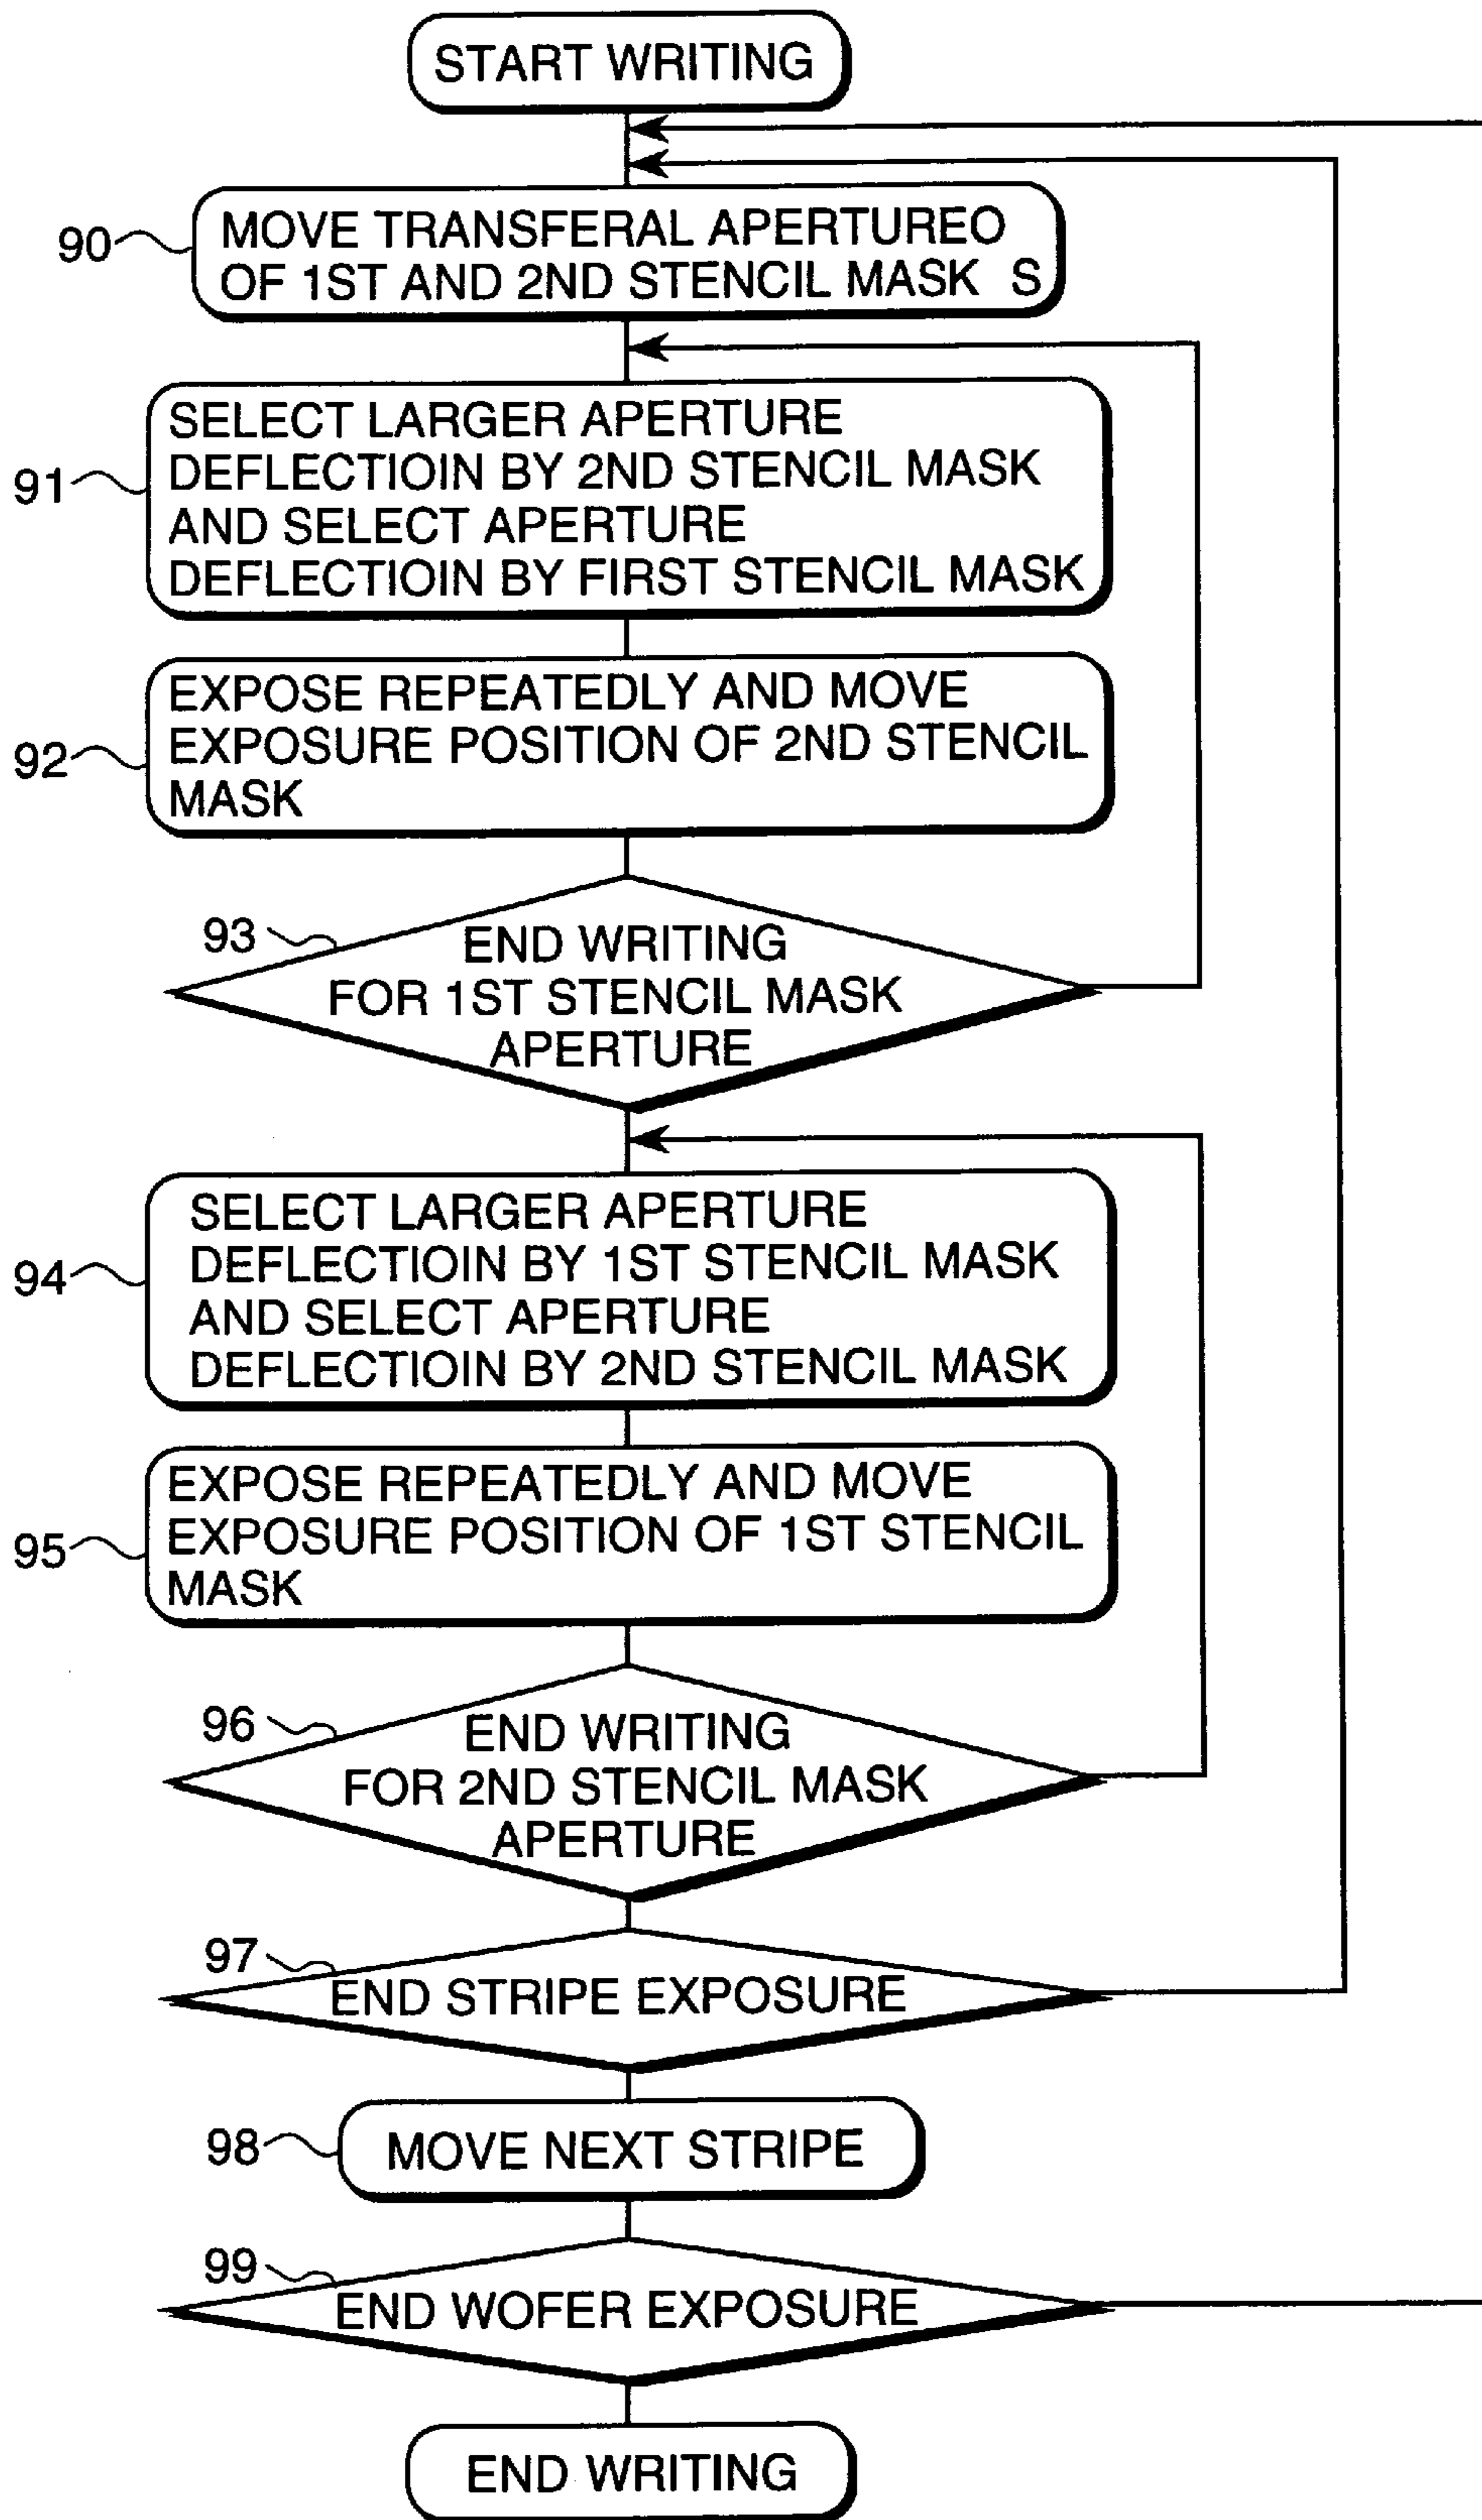 START WRITING
90
MOVE TRANSFERAL APERTUREO
OF 1ST AND 2ND STENCIL MASK S
91
SELECT LARGER APERTURE
DEFLECTIOIN BY 2ND STENCIL MASK
AND SELECT APERTURE
DEFLECTIOIN BY FIRST STENCIL MASK
92
EXPOSE REPEATEDLY AND MOVE
EXPOSURE POSITION OF 2ND STENCIL
MASK
93
END WRITING
FOR 1ST STENCIL MASK
APERTURE
94
SELECT LARGER APERTURE
DEFLECTIOIN BY 1ST STENCIL MASK
AND SELECT APERTURE
DEFLECTIOIN BY 2ND STENCIL MASK
95
EXPOSE REPEATEDLY AND MOVE
EXPOSURE POSITION OF 1ST STENCIL
MASK
96
END WRITING
FOR 2ND STENCIL MASK
APERTURE
97
END STRIPE EXPOSURE
98
MOVE NEXT STRIPE
99
END WOFER EXPOSURE
END WRITING